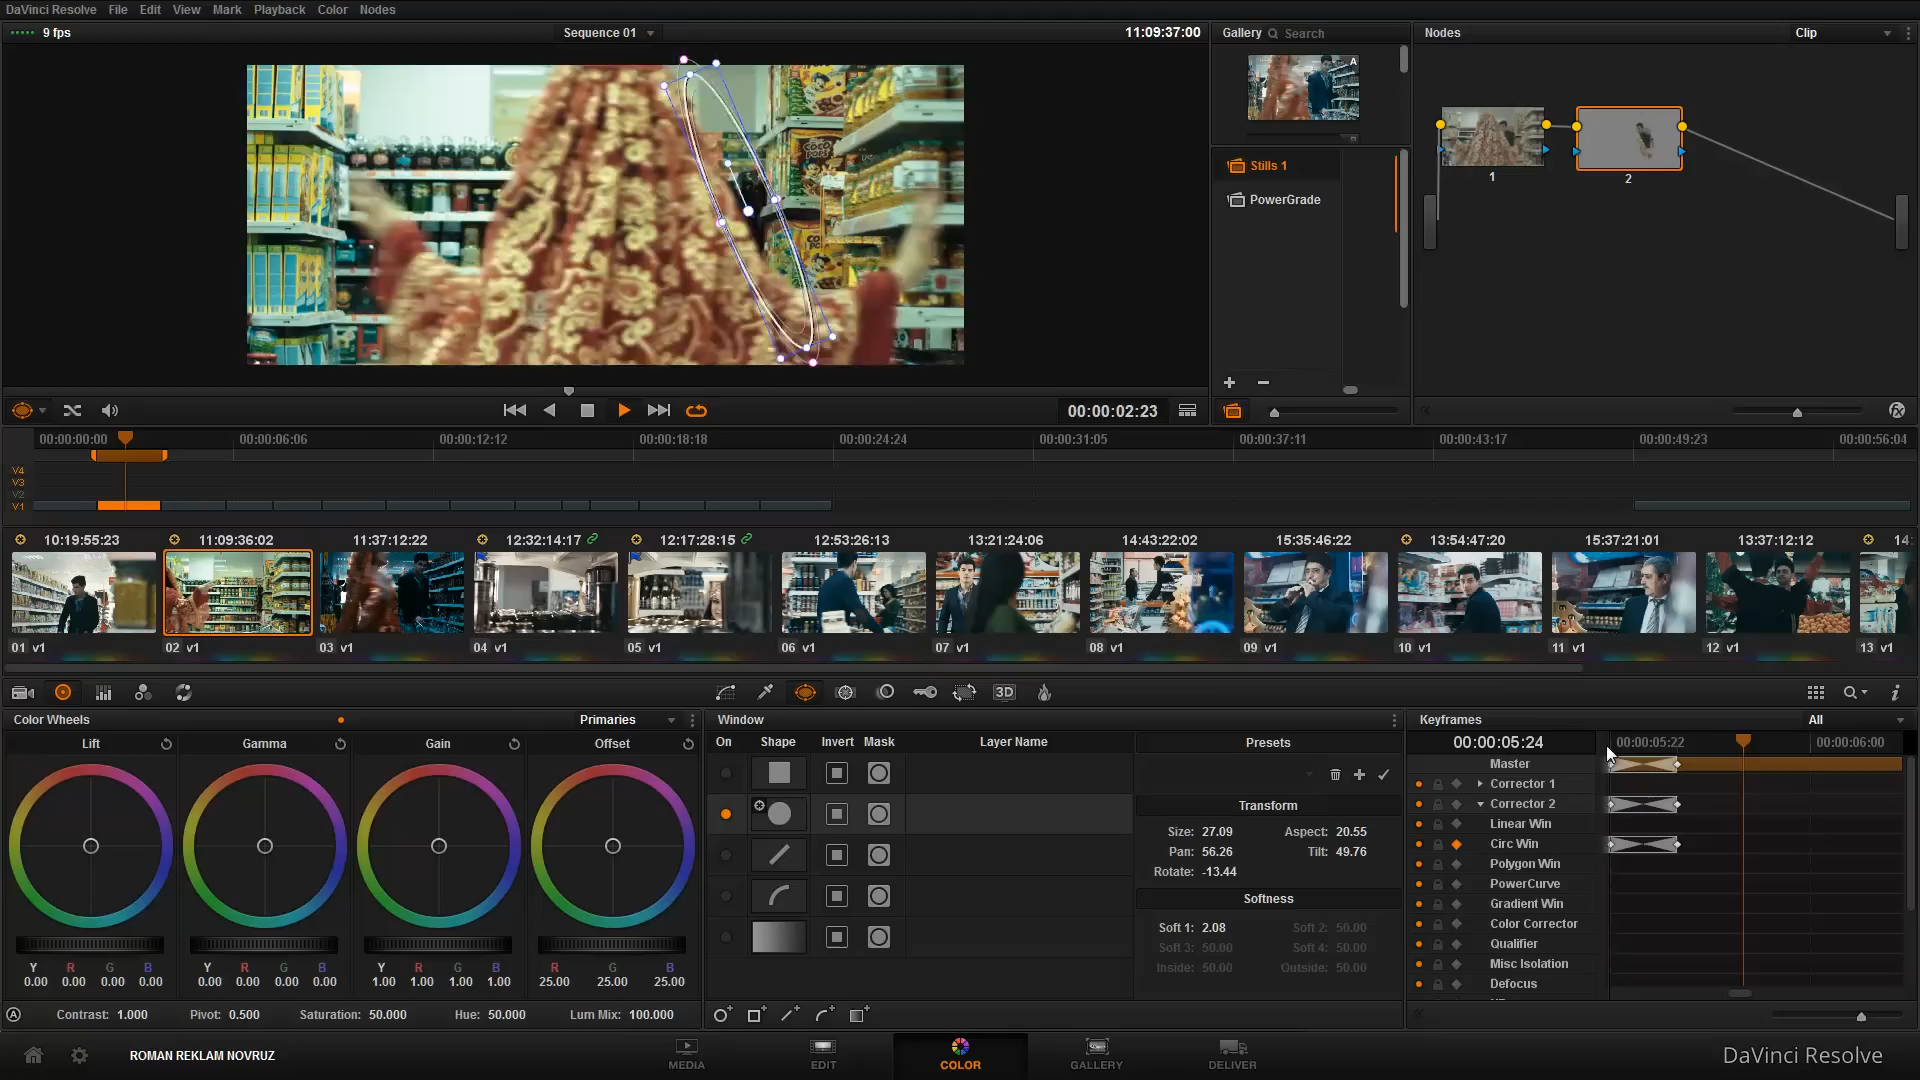 DaVinci Resolve File Edit View Mark Playback Color Nodes
9 fps Sequence 01 11:09:37:00
Gallery Search
Nodes Clip
A
COCO POPS
Stills 1
PowerGrade
1 2
00:00:02:23
00:00:00:00 00:00:06:06 00:00:12:12 00:00:18:18 00:00:24:24 00:00:31:05 00:00:37:11 00:00:43:17 00:00:49:23 00:00:56:04
V4
V3
V2
V1
10:19:55:23 11:09:36:02 11:37:12:22 12:32:14:17 12:17:28:15 12:53:26:13 13:21:24:06 14:43:22:02 15:35:46:22 13:54:47:20 15:37:21:01 13:37:12:12 14:
01 v1 02 v1 03 v1 04 v1 05 v1 06 v1 07 v1 08 v1 09 v1 10 v1 11 v1 12 v1 13 v1
3D
Color Wheels Primaries
Lift Gamma Gain Offset
Y R G B Y R G B Y R G B R G B
0.00 0.00 0.00 0.00 0.00 0.00 0.00 0.00 1.00 1.00 1.00 1.00 25.00 25.00 25.00
A Contrast: 1.000 Pivot: 0.500 Saturation: 50.000 Hue: 50.000 Lum Mix: 100.000
Window
On Shape Invert Mask Layer Name
Presets
Transform
Size: 27.09 Aspect: 20.55
Pan: 56.26 Tilt: 49.76
Rotate: -13.44
Softness
Soft 1: 2.08 Soft 2: 50.00
Soft 3: 50.00 Soft 4: 50.00
Inside: 50.00 Outside: 50.00
Keyframes All
00:00:05:24 00:00:05:22 00:00:06:00
Master
Corrector 1
Corrector 2
Linear Win
Circ Win
Polygon Win
PowerCurve
Gradient Win
Color Corrector
Qualifier
Misc Isolation
Defocus
ROMAN REKLAM NOVRUZ
MEDIA EDIT COLOR GALLERY DELIVER
DaVinci Resolve